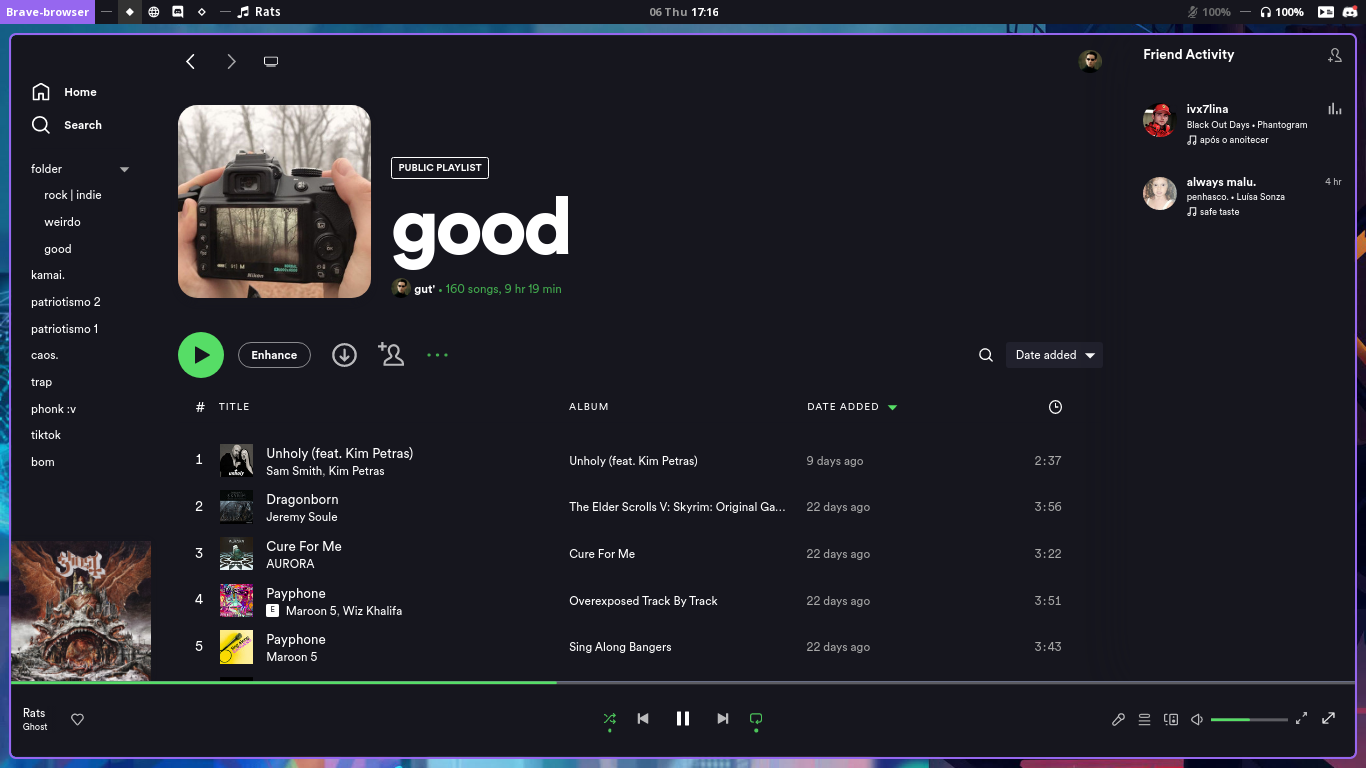 Brave-browser
Rats
06 Thu 17:16
100%
100%
Home
Search
folder
rock | indie
weirdo
good
kamai.
patriotismo 2
patriotismo 1
caos.
trap
phonk :v
tiktok
bom
PUBLIC PLAYLIST
good
gut' • 160 songs, 9 hr 19 min
Enhance
Date added
# TITLE ALBUM DATE ADDED
1 Unholy (feat. Kim Petras) Unholy (feat. Kim Petras) 9 days ago 2:37
Sam Smith, Kim Petras
2 Dragonborn The Elder Scrolls V: Skyrim: Original Ga... 22 days ago 3:56
Jeremy Soule
3 Cure For Me Cure For Me 22 days ago 3:22
AURORA
4 Payphone Overexposed Track By Track 22 days ago 3:51
E Maroon 5, Wiz Khalifa
5 Payphone Sing Along Bangers 22 days ago 3:43
Maroon 5
Friend Activity
ivx7lina
Black Out Days • Phantogram
após o anoitecer
always malu. 4 hr
penhasco. • Luísa Sonza
safe taste
Nikon
Ghost
Rats
Ghost